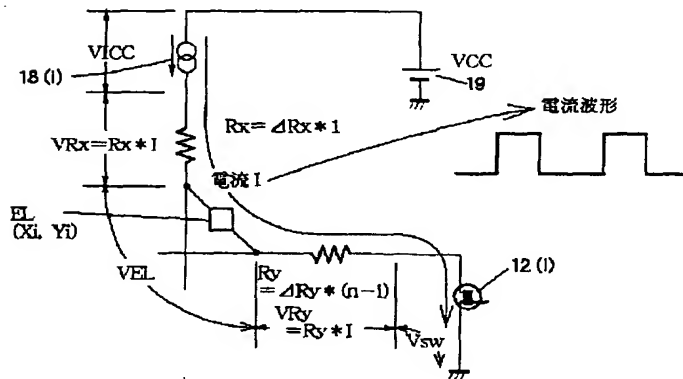 VICC
18 (I)
VCC
19
Rx=⊿Rx*1
電流波形
VRx=Rx*I
電流 I
EL
(Xi, Yi)
VEL
Ry
=⊿Ry*(n-i)
VRy
=Ry*I
Vsw
12 (I)